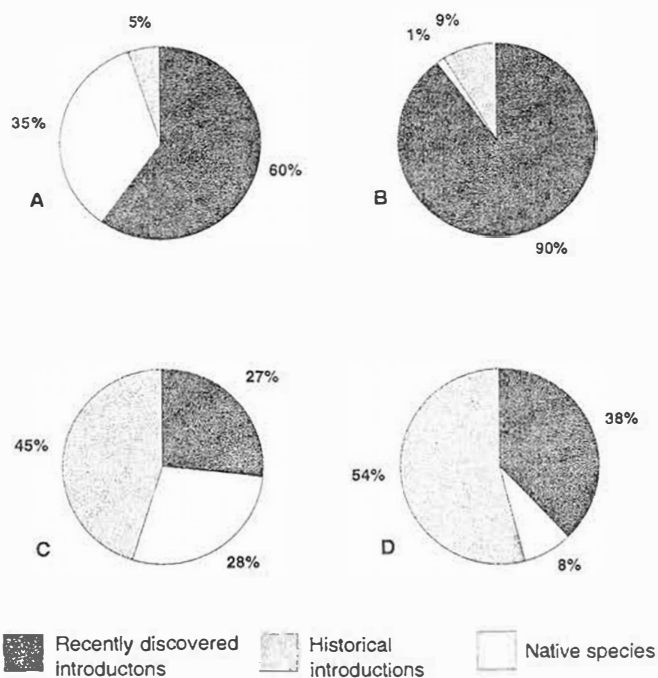 5%
35%
60%
A
9%
1%
B
90%
27%
45%
C
28%
38%
54%
D
8%
Recently discovered
introductons
Historical
introductions
Native species